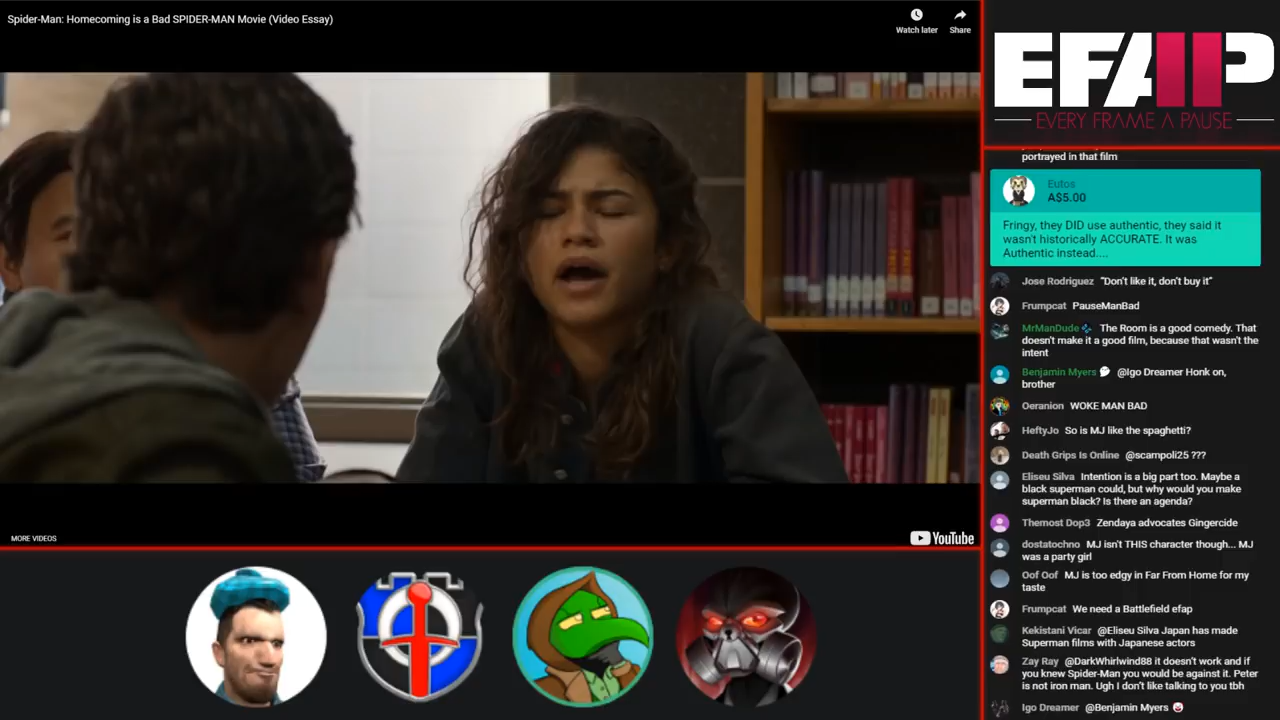 Spider-Man: Homecoming is a Bad SPIDER-MAN Movie (Video Essay)
Watch later
Share
MORE VIDEOS
YouTube
EFAP
EVERY FRAME A PAUSE
portrayed in that film
Eutos
A$5.00
Fringy, they DID use authentic, they said it
wasn't historically ACCURATE. It was
Authentic instead....
Jose Rodriguez "Don't like it, don't buy it"
Frumpcat PauseManBad
MrManDude The Room is a good comedy. That
doesn't make it a good film, because that wasn't the
intent
Benjamin Myers @Igo Dreamer Honk on,
brother
Oeranion WOKE MAN BAD
HeftyJo So is MJ like the spaghetti?
Death Grips Is Online @scampoli25 ???
Eliseu Silva Intention is a big part too. Maybe a
black superman could, but why would you make
superman black? Is there an agenda?
Themost Dop3 Zendaya advocates Gingercide
dostatochno MJ isn't THIS character though... MJ
was a party girl
Oof Oof MJ is too edgy in Far From Home for my
taste
Frumpcat We need a Battlefield efap
Kekistani Vicar @Eliseu Silva Japan has made
Superman films with Japanese actors
Zay Ray @DarkWhirlwind88 it doesn't work and if
you knew Spider-Man you would be against it. Peter
is not iron man. Ugh I don't like talking to you tbh
Igo Dreamer @Benjamin Myers